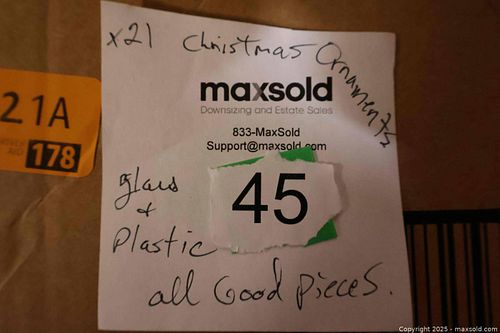 x21 Christmas Ornaments
maxsold
Downsizing and Estate Sales
833-MaxSold
Support@maxsold.com
21A
178
45
glass
+
Plastic
all Good pieces.
Copyright 2025 - maxsold.com